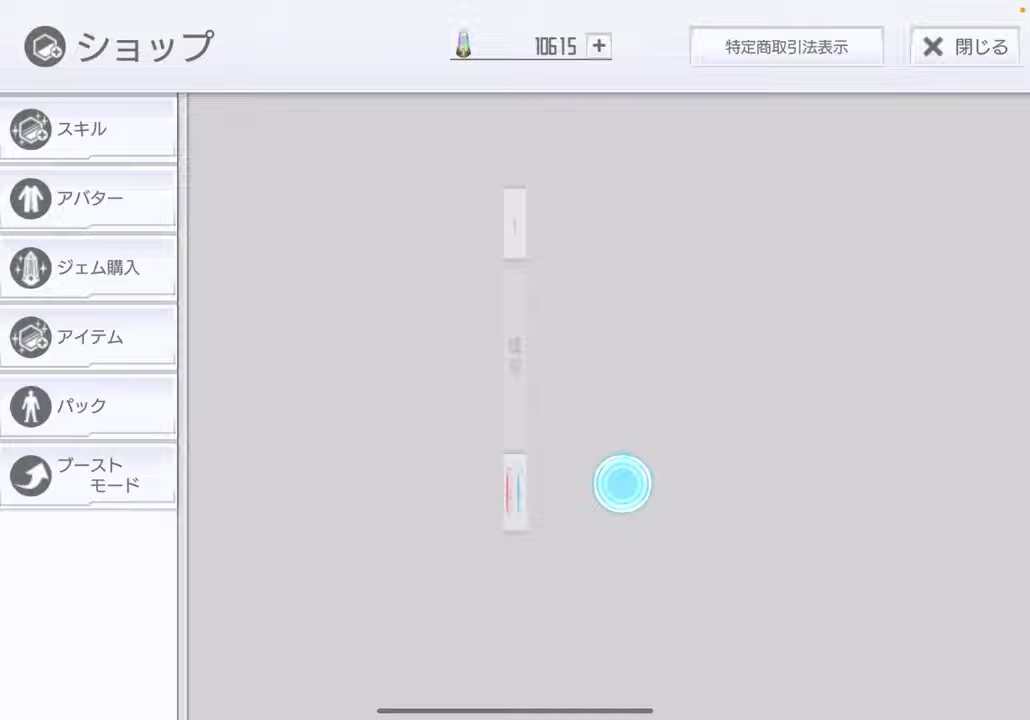 ショップ
10615
特定商取引法表示
閉じる
スキル
アバター
ジェム購入
アイテム
パック
ブースト
モード